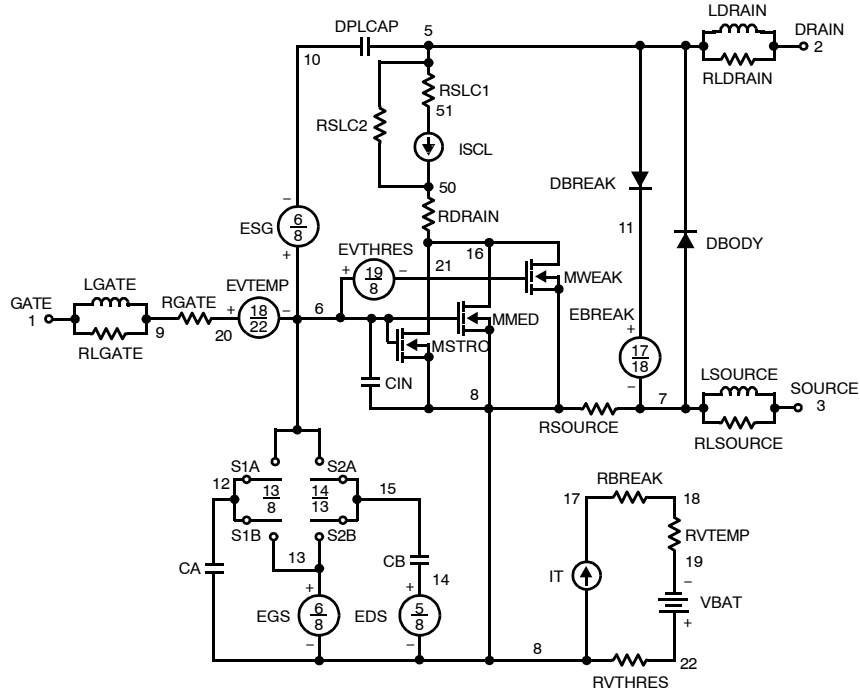 LDRAIN
DPLCAP 5 DRAIN
10 2
RLDRAIN
RSLC1
51
RSLC2
ISCL
50
DBREAK
RDRAIN
ESG 6/8
- +
11
DBODY
EVTHRES
16
+ 19/8 -
21
MWEAK
LGATE
EVTEMP
GATE
1
RGATE
+ 18/22 -
6
EBREAK
MMED
+
9
20
MSTRO
17/18
-
RLGATE
LSOURCE
CIN
8
7
SOURCE
3
RSOURCE
RLSOURCE
S1A S2A
12
13/8
14/13
15
RBREAK
17 18
S1B S2B
RVTEMP
13
CB
19
CA
14
IT
-
VBAT
+
EGS + 6/8 -
EDS + 5/8 -
8
22
RVTHRES